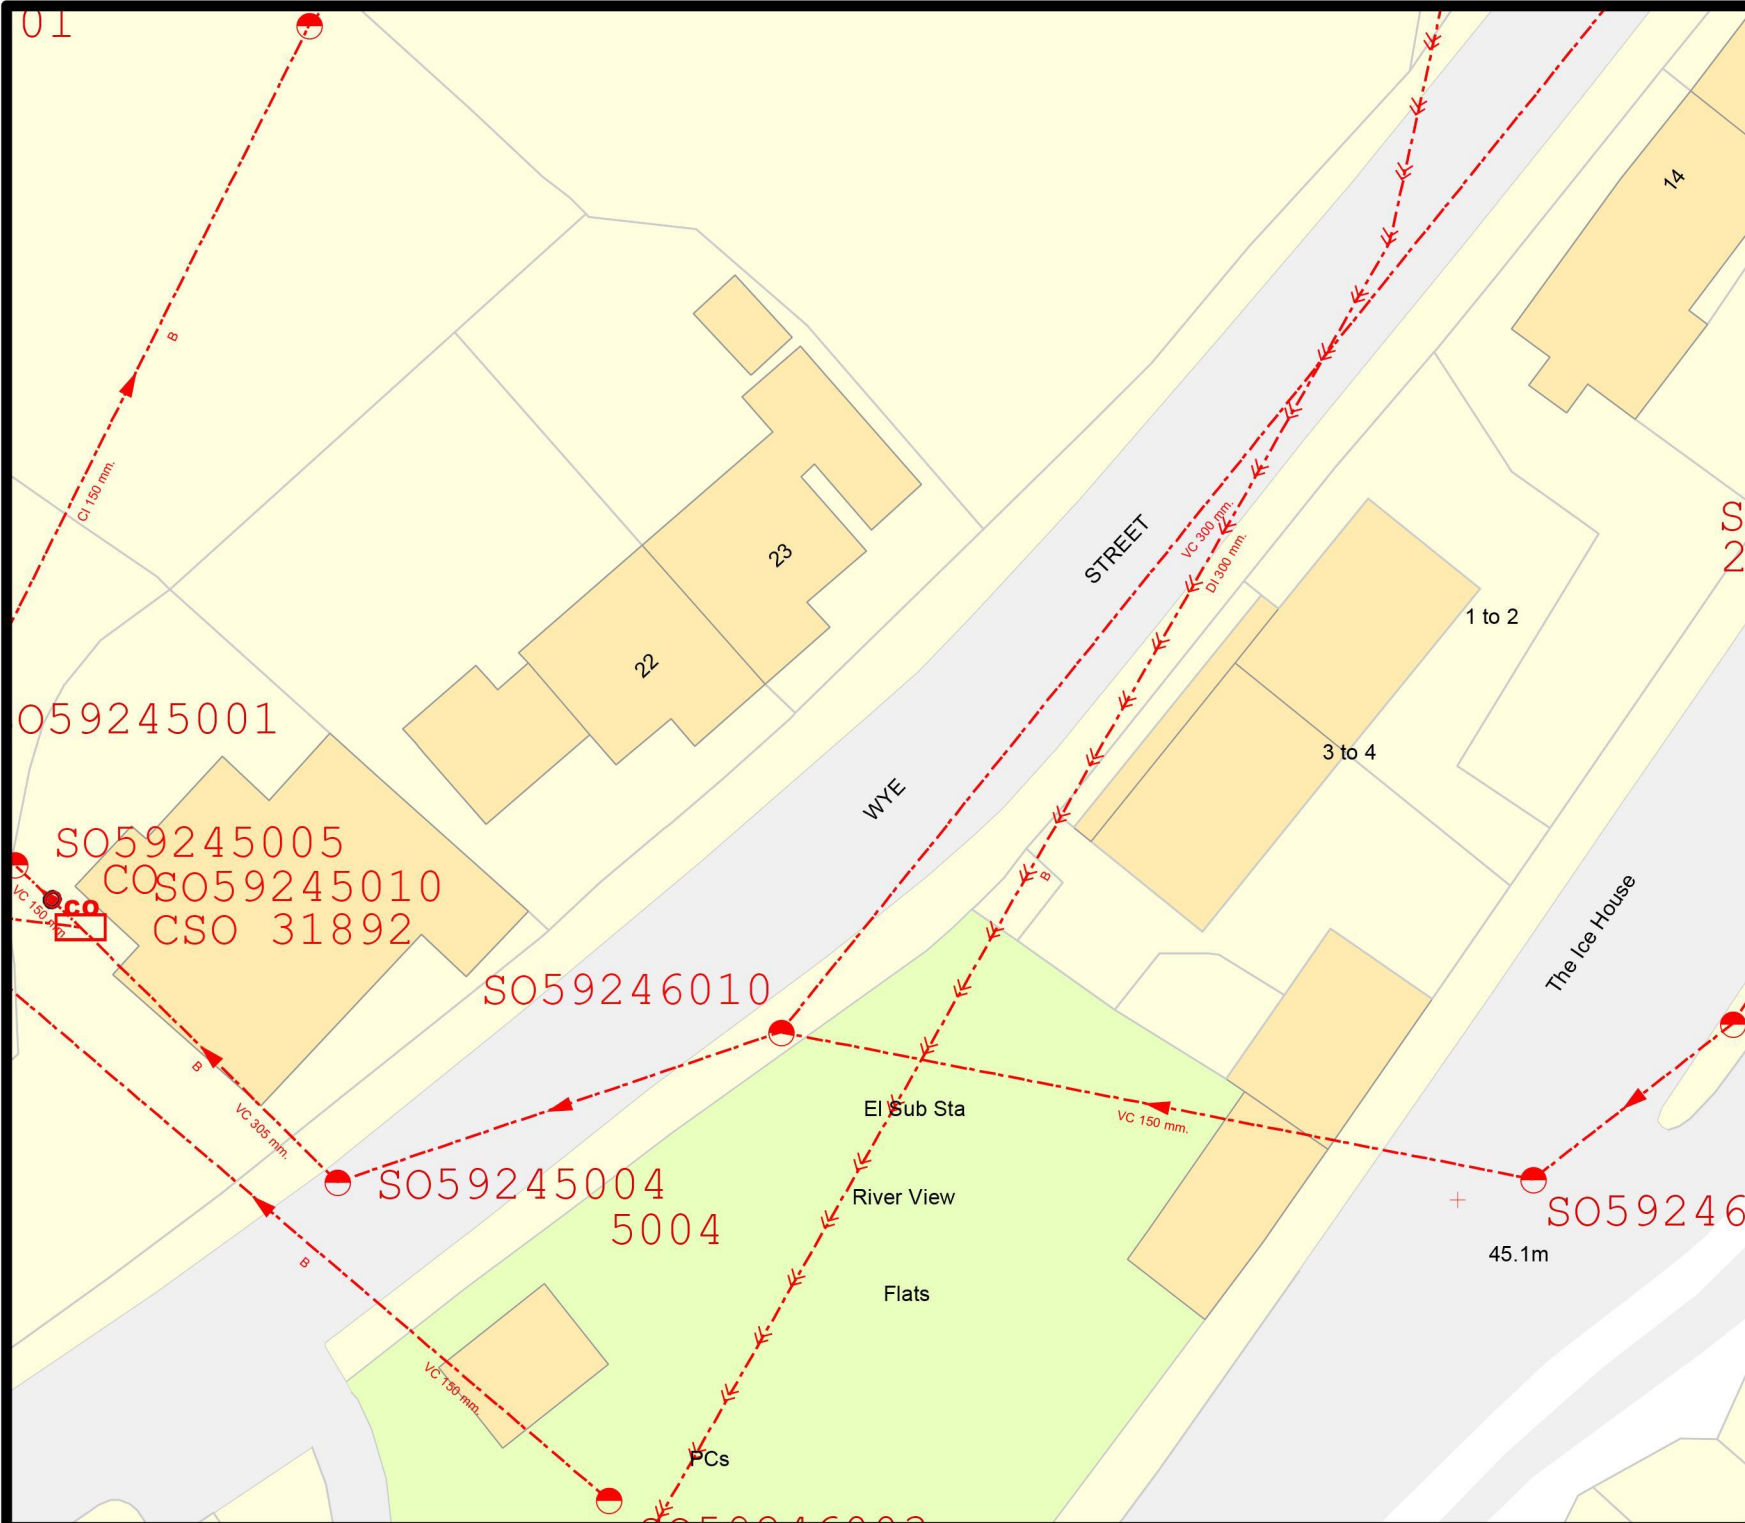 01
14
B
CI 150 mm.
STREET
VC 300 mm.
DI 300 mm.
23
1 to 2
22
O59245001
3 to 4
WYE
SO59245005
CO
SO59245010
co
VC 150 mm.
CSO 31892
B
The Ice House
SO59246010
B
VC 305 mm.
El Sub Sta
VC 150 mm.
SO59245004
5004
River View
SO59246
45.1m
B
Flats
VC 150 mm.
PCs